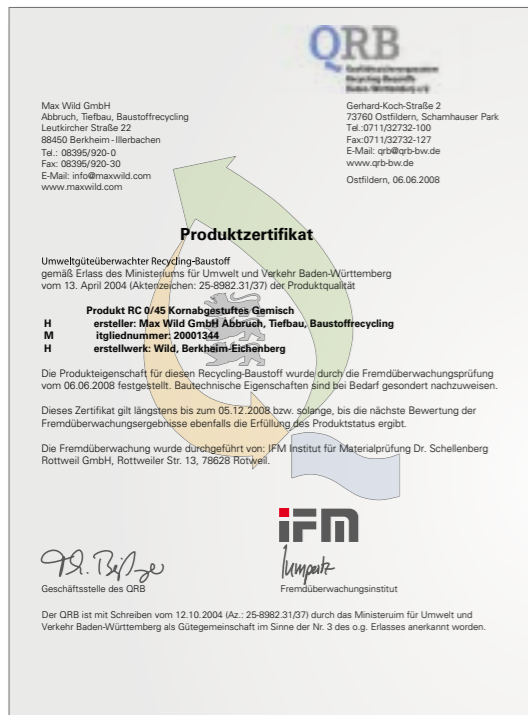 QRB
Max Wild GmbH
Abbruch, Tiefbau, Baustoffrecycling
Leutkircher Straße 22
88450 Berkheim - Illerbachen
Tel.: 08395/920-0
Fax: 08395/920-30
E-Mail: info@maxwild.com
www.maxwild.com
Gerhard-Koch-Straße 2
73760 Ostfildern, Scharnhauser Park
Tel.:0711/32732-100
Fax:0711/32732-127
E-Mail: qrb@qrb-bw.de
www.qrb-bw.de
Ostfildern, 06.06.2008
Produktzertifikat
Umweltgüteüberwachter Recycling-Baustoff
gemäß Erlass des Ministeriums für Umwelt und Verkehr Baden-Württemberg
vom 13. April 2004 (Aktenzeichen: 25-8982.31/37) der Produktqualität
Produkt RC 0/45 Kornabgestuftes Gemisch
H ersteller: Max Wild GmbH Abbruch, Tiefbau, Baustoffrecycling
M itgliednummer: 20001344
H erstellwerk: Wild, Berkheim-Eichenberg
Die Produkteigenschaft für diesen Recycling-Baustoff wurde durch die Fremdüberwachungsprüfung
vom 06.06.2008 festgestellt. Bautechnische Eigenschaften sind bei Bedarf gesondert nachzuweisen.
Dieses Zertifikat gilt längstens bis zum 05.12.2008 bzw. solange, bis die nächste Bewertung der
Fremdüberwachungsergebnisse ebenfalls die Erfüllung des Produktstatus ergibt.
Die Fremdüberwachung wurde durchgeführt von: IFM Institut für Materialprüfung Dr. Schellenberg
Rottweil GmbH, Rottweiler Str. 13, 78628 Rotweil.
iFM
Geschäftsstelle des QRB
Fremdüberwachungsinstitut
Der QRB ist mit Schreiben vom 12.10.2004 (Az.: 25-8982.31/37) durch das Ministeruim für Umwelt und
Verkehr Baden-Württemberg als Gütegemeinschaft im Sinne der Nr. 3 des o.g. Erlasses anerkannt worden.